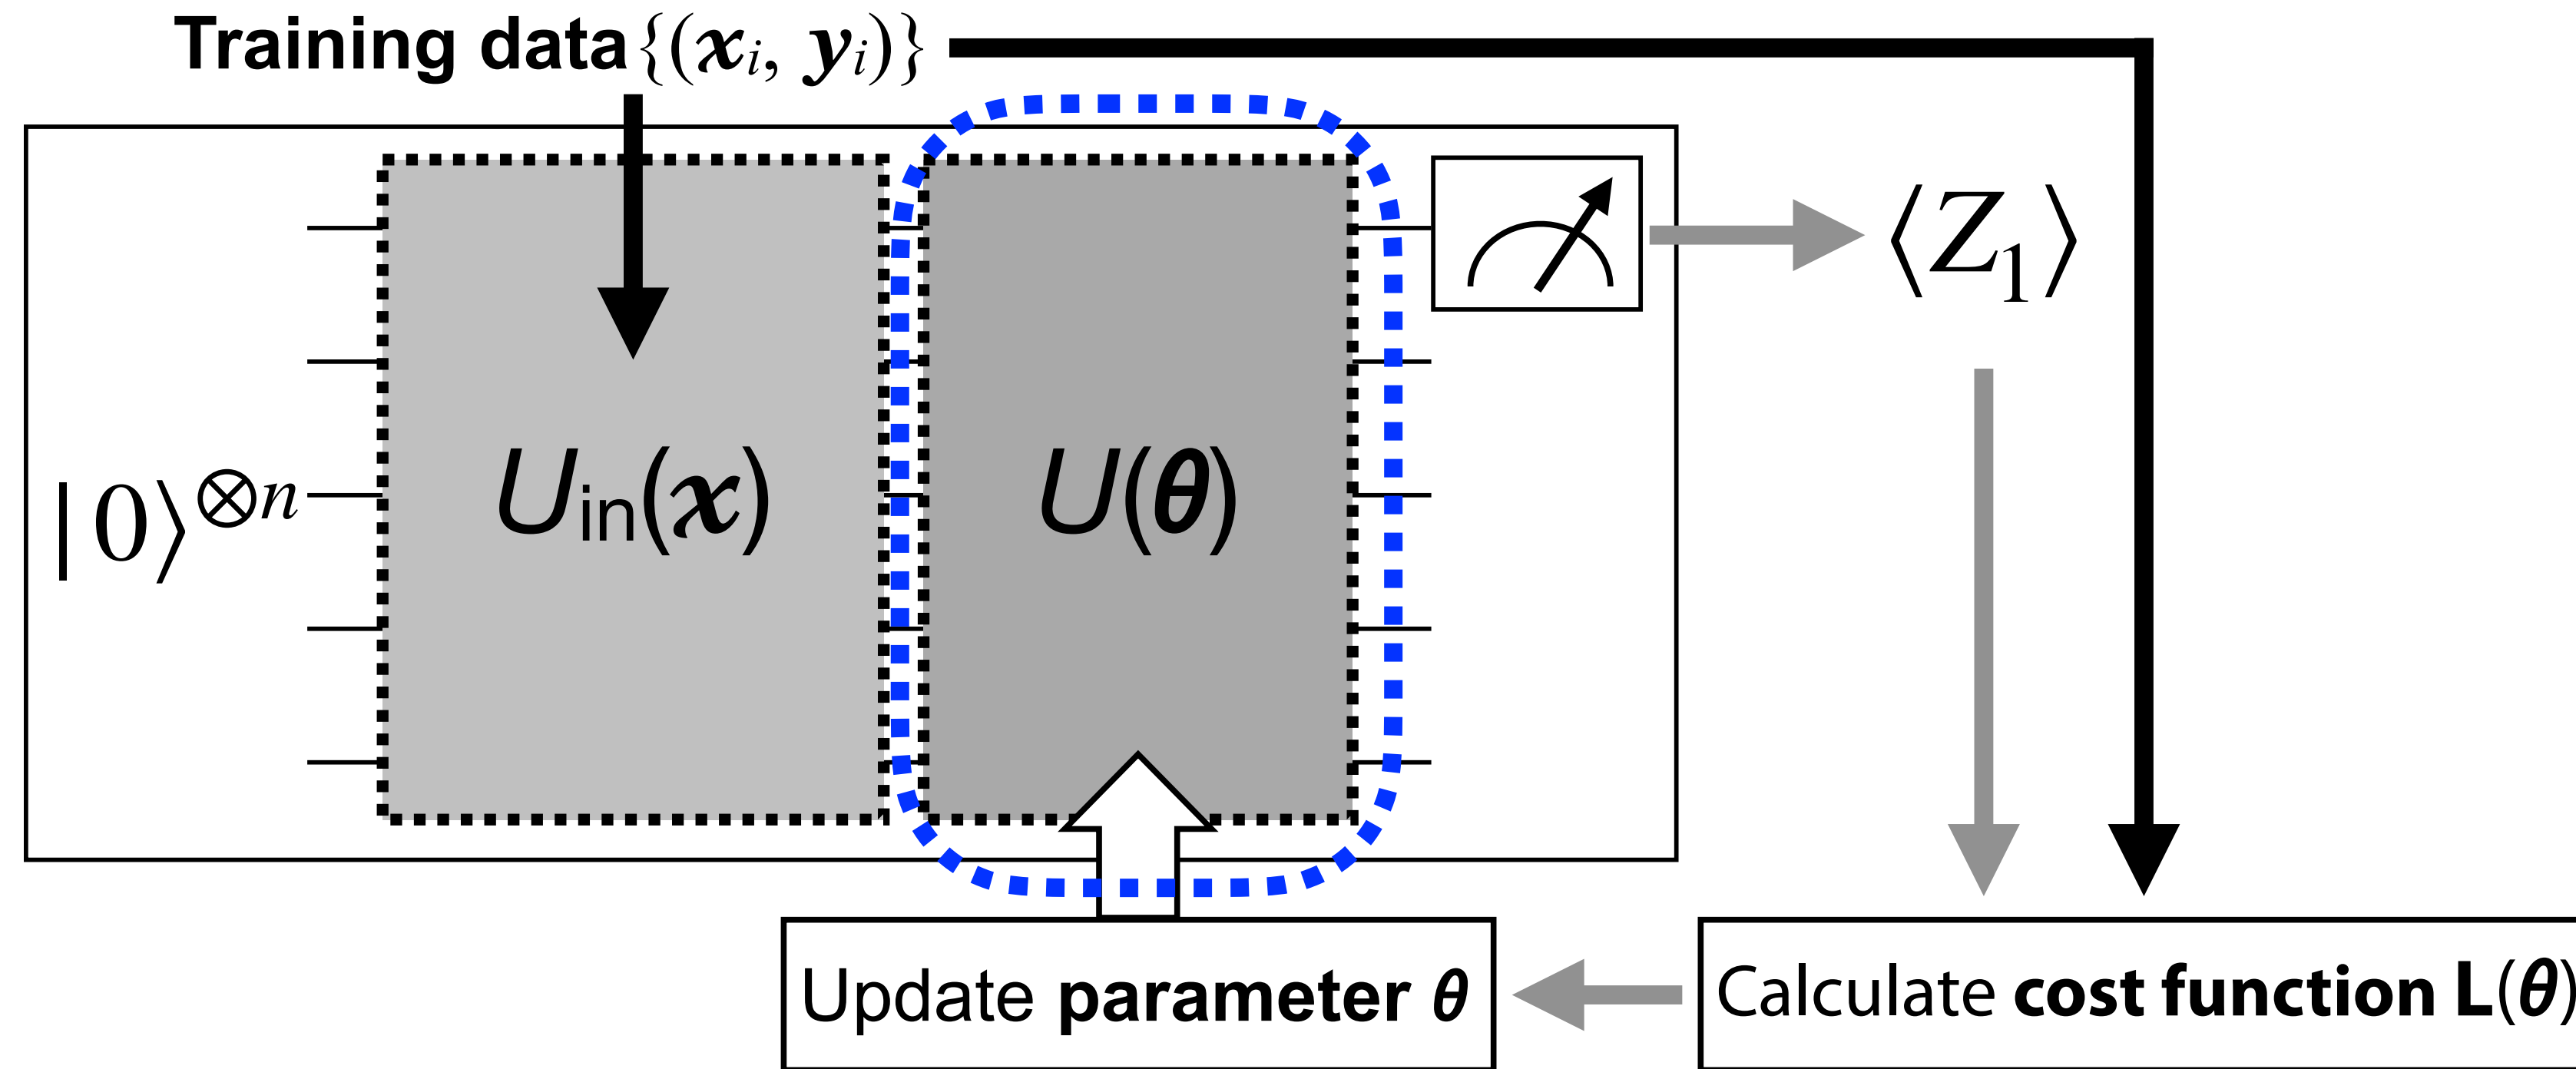 Training data {(xᵢ, yᵢ)}
⟨Z₁⟩
|0⟩⊗n
Uin(x)
U(θ)
Update parameter θ
Calculate cost function L(θ)